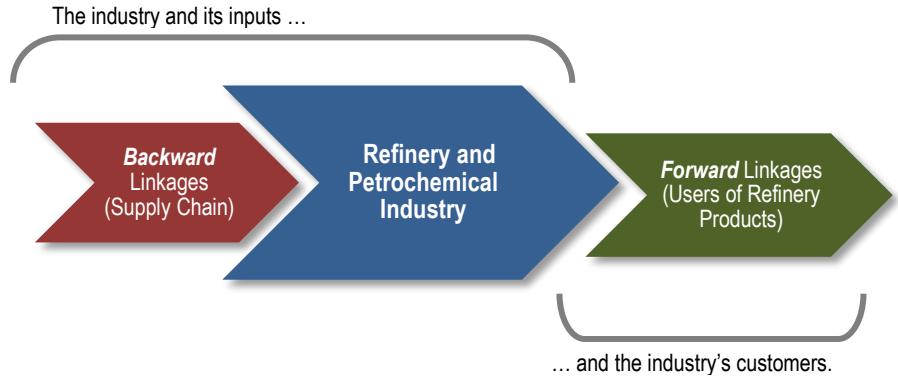 The industry and its inputs …
Backward
Linkages
(Supply Chain)
Refinery and
Petrochemical
Industry
Forward Linkages
(Users of Refinery
Products)
… and the industry’s customers.